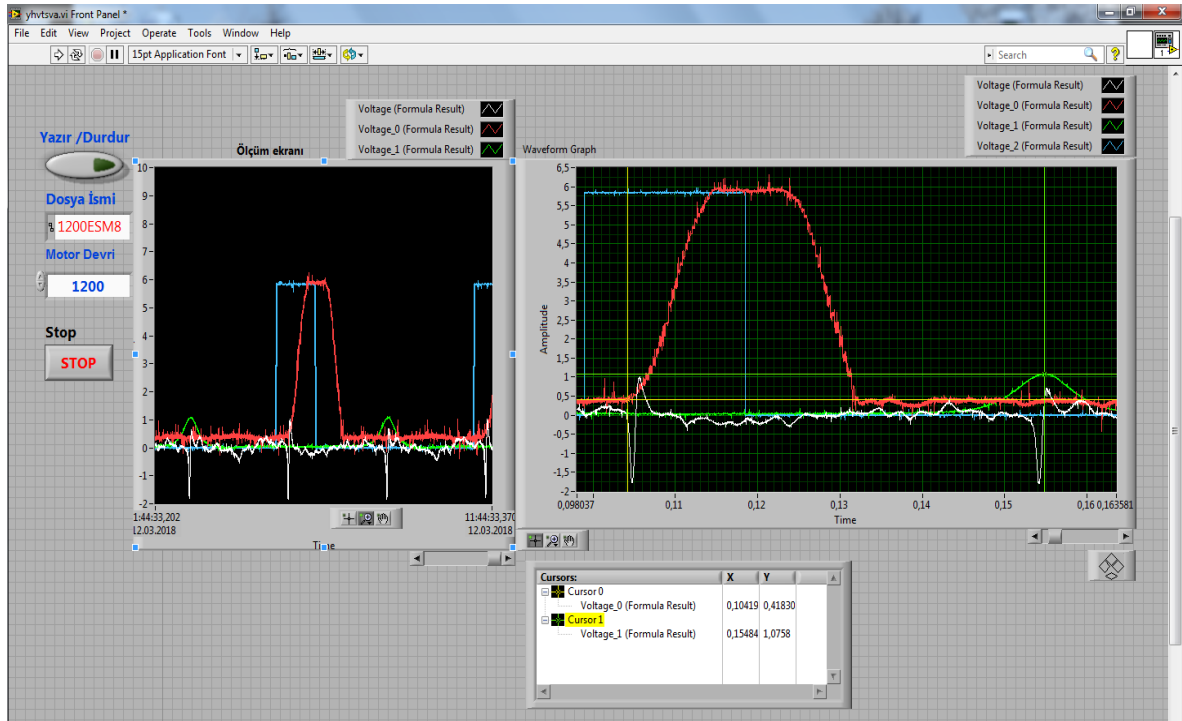 yhvtsva.vi Front Panel *
File Edit View Project Operate Tools Window Help
15pt Application Font
Search
1
Yazır /Durdur
Dosya İsmi
1200ESM8
Motor Devri
1200
Stop
STOP
Voltage (Formula Result)
Voltage_0 (Formula Result)
Voltage_1 (Formula Result)
Ölçüm ekranı
10
9
8
7
6
5
4
3
2
1
0
-1
-2
1:44:33,202
12.03.2018
11:44:33,370
12.03.2018
Voltage (Formula Result)
Voltage_0 (Formula Result)
Voltage_1 (Formula Result)
Voltage_2 (Formula Result)
Waveform Graph
Amplitude
6,5
6
5,5
5
4,5
4
3,5
3
2,5
2
1,5
1
0,5
0
-0,5
-1
-1,5
-2
0,098037 0,11 0,12 0,13 0,14 0,15 0,16 0,163581
Time
Cursors: X Y
Cursor 0
Voltage_0 (Formula Result) 0,10419 0,41830
Cursor 1
Voltage_1 (Formula Result) 0,15484 1,0758